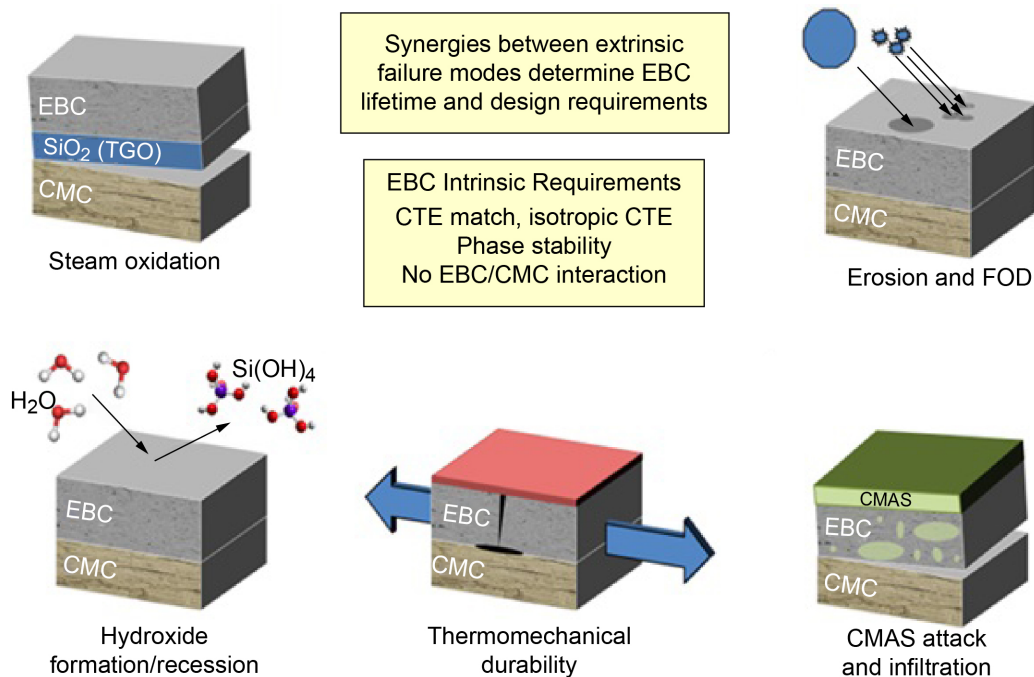 EBC
SiO2 (TGO)
CMC
Steam oxidation
Synergies between extrinsic
failure modes determine EBC
lifetime and design requirements
EBC Intrinsic Requirements
CTE match, isotropic CTE
Phase stability
No EBC/CMC interaction
EBC
CMC
Erosion and FOD
H2O
Si(OH)4
EBC
CMC
Hydroxide
formation/recession
EBC
CMC
Thermomechanical
durability
CMAS
EBC
CMC
CMAS attack
and infiltration